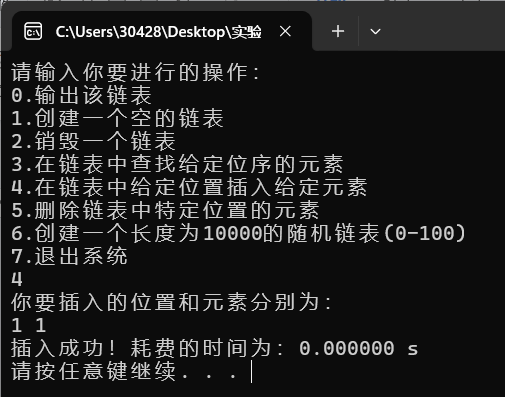 C:\Users\30428\Desktop\实验
请输入你要进行的操作:
0.输出该链表
1.创建一个空的链表
2.销毁一个链表
3.在链表中查找给定位序的元素
4.在链表中给定位置插入给定元素
5.删除链表中特定位置的元素
6.创建一个长度为10000的随机链表(0-100)
7.退出系统
4
你要插入的位置和元素分别为:
1 1
插入成功! 耗费的时间为: 0.000000 s
请按任意键继续. . .